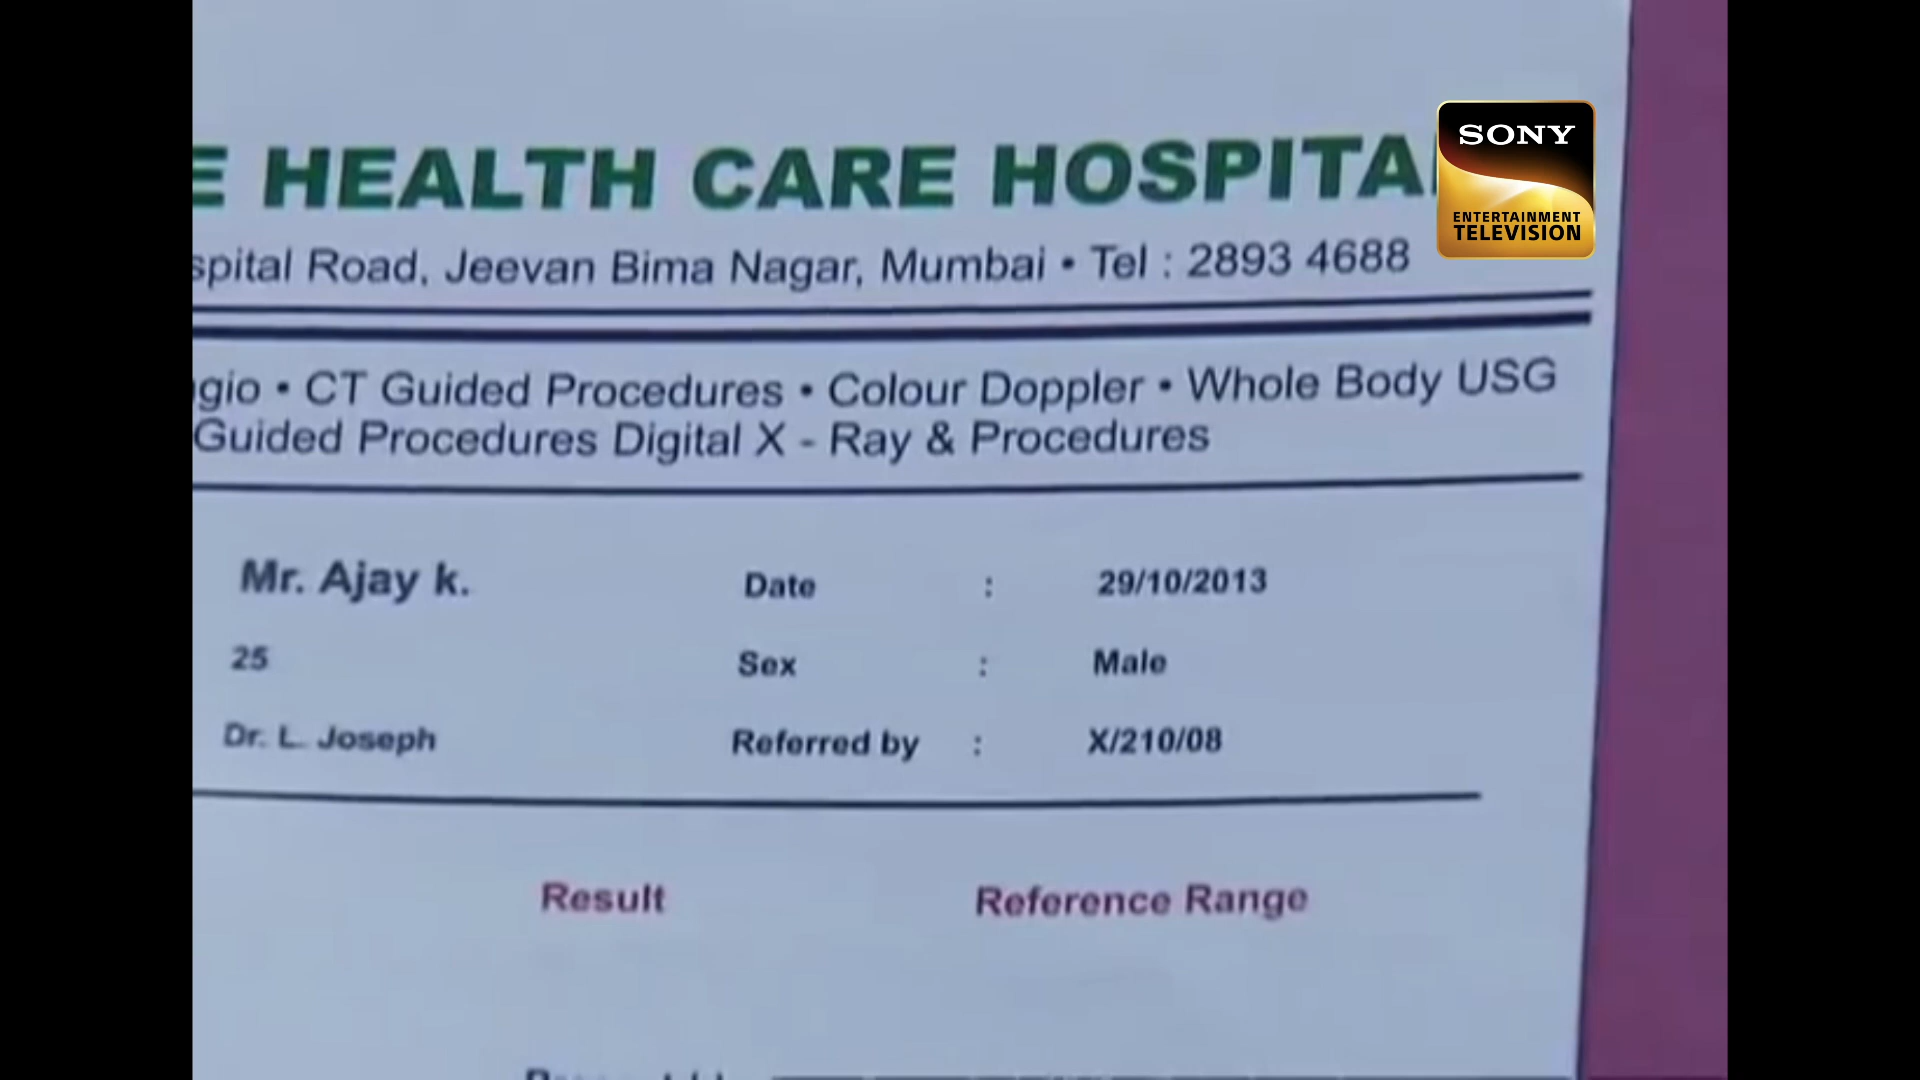 E HEALTH CARE HOSPITA
SONY
ENTERTAINMENT
TELEVISION
spital Road, Jeevan Bima Nagar, Mumbai • Tel : 2893 4688
gio • CT Guided Procedures • Colour Doppler • Whole Body USG
Guided Procedures Digital X - Ray & Procedures
Mr. Ajay k. Date : 29/10/2013
25 Sex : Male
Dr. L. Joseph Referred by : X/210/08
Result Reference Range